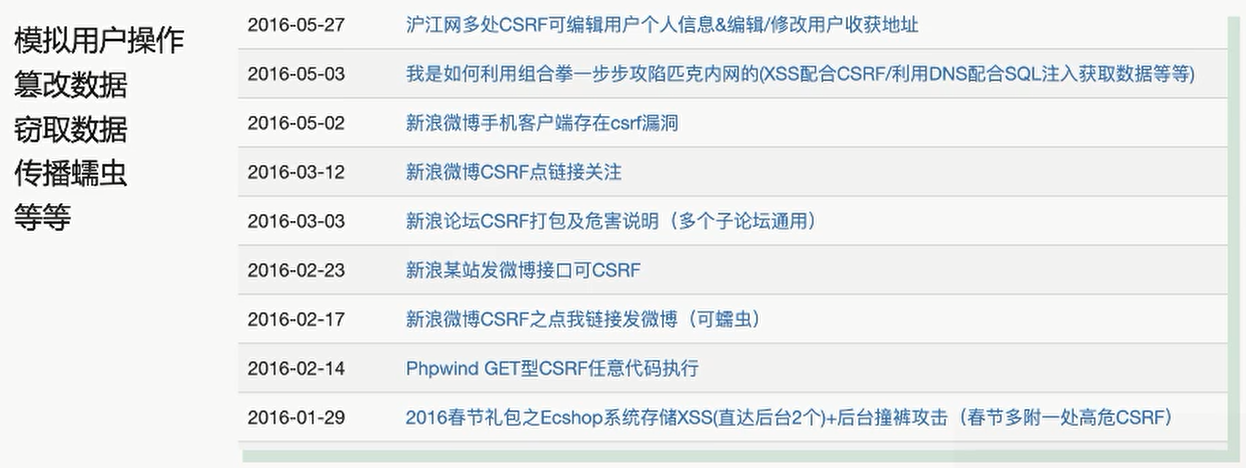 模拟用户操作
篡改数据
窃取数据
传播蠕虫
等等
2016-05-27 沪江网多处CSRF可编辑用户个人信息&编辑/修改用户收获地址
2016-05-03 我是如何利用组合拳一步步攻陷匹克内网的(XSS配合CSRF/利用DNS配合SQL注入获取数据等等)
2016-05-02 新浪微博手机客户端存在csrf漏洞
2016-03-12 新浪微博CSRF点链接关注
2016-03-03 新浪论坛CSRF打包及危害说明（多个子论坛通用）
2016-02-23 新浪某站发微博接口可CSRF
2016-02-17 新浪微博CSRF之点我链接发微博（可蠕虫）
2016-02-14 Phpwind GET型CSRF任意代码执行
2016-01-29 2016春节礼包之Ecshop系统存储XSS(直达后台2个)+后台撞裤攻击（春节多附一处高危CSRF）